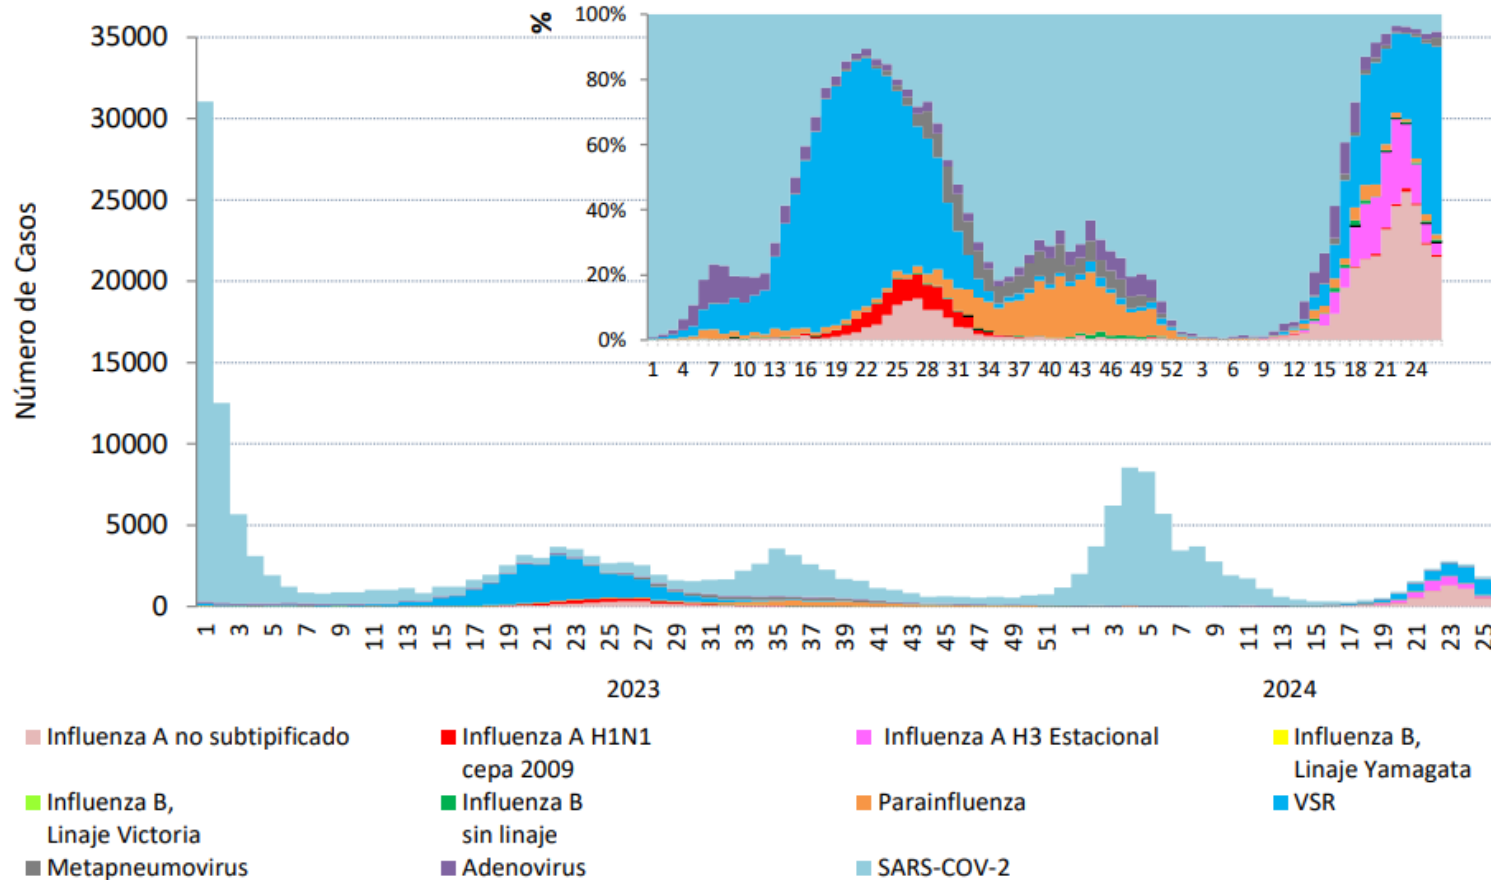 %
100%
80%
60%
40%
20%
0%
1 4 7 10 13 16 19 22 25 28 31 34 37 40 43 46 49 52 3 6 9 12 15 18 21 24
Número de Casos
35000
30000
25000
20000
15000
10000
5000
0
1 3 5 7 9 11 13 15 17 19 21 23 25 27 29 31 33 35 37 39 41 43 45 47 49 51 1 3 5 7 9 11 13 15 17 19 21 23 25
2023 2024
Influenza A no subtipificado
Influenza A H1N1
cepa 2009
Influenza A H3 Estacional
Influenza B,
Linaje Yamagata
Influenza B,
Linaje Victoria
Influenza B
sin linaje
Parainfluenza
VSR
Metapneumovirus
Adenovirus
SARS-COV-2